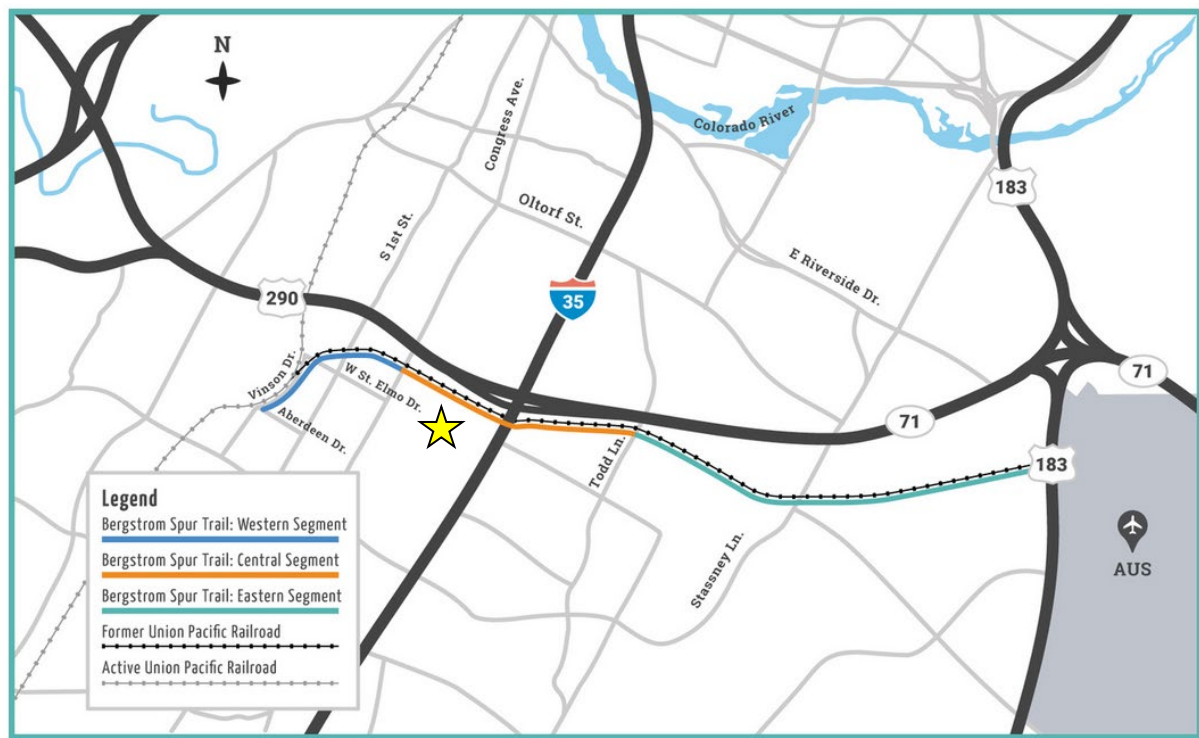 N
Congress Ave.
Colorado River
183
Oltorf St.
S 1st St.
E Riverside Dr.
290
35
Vinson Dr.
W St. Elmo Dr.
Aberdeen Dr.
71
71
Todd Ln.
183
Stassney Ln.
AUS
Legend
Bergstrom Spur Trail: Western Segment
Bergstrom Spur Trail: Central Segment
Bergstrom Spur Trail: Eastern Segment
Former Union Pacific Railroad
Active Union Pacific Railroad